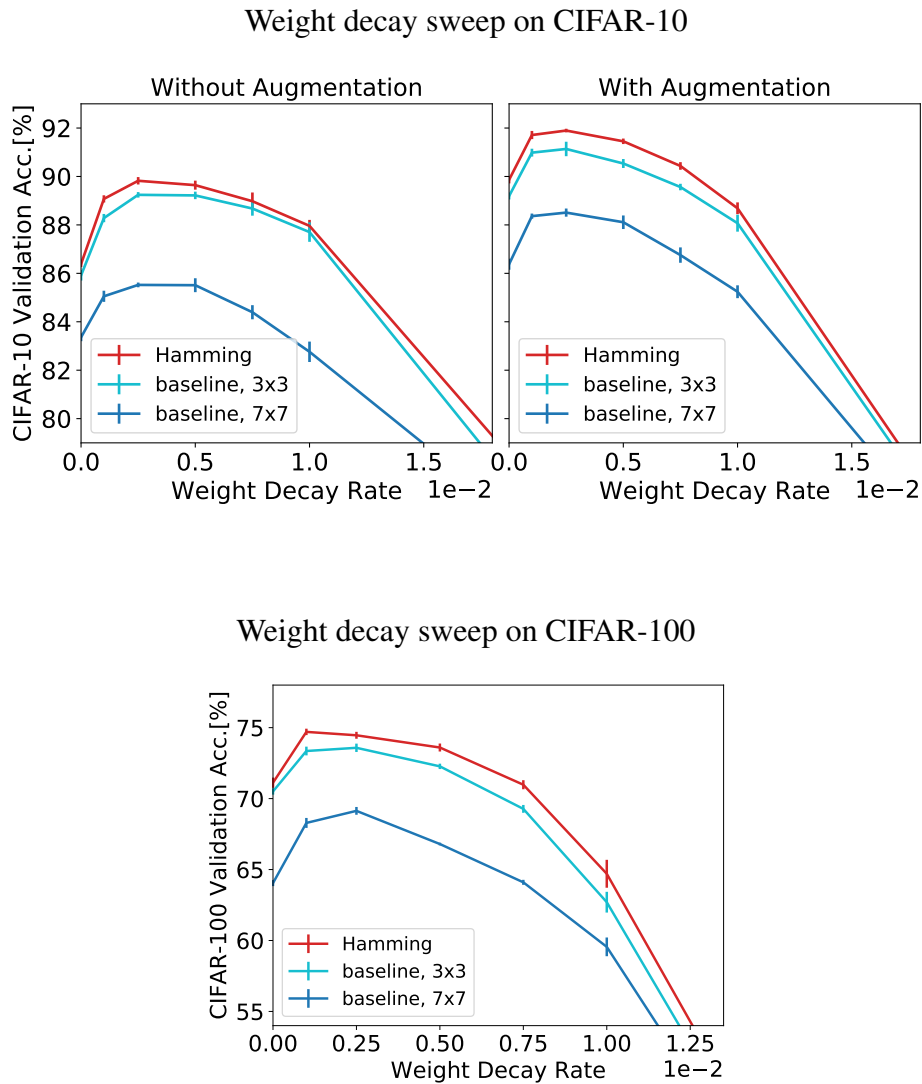 Weight decay sweep on CIFAR-10
Without Augmentation
CIFAR-10 Validation Acc.[%]
92
90
88
86
84
82
80
Hamming
baseline, 3x3
baseline, 7x7
0.0 0.5 1.0 1.5
Weight Decay Rate 1e−2
With Augmentation
Hamming
baseline, 3x3
baseline, 7x7
0.0 0.5 1.0 1.5
Weight Decay Rate 1e−2
Weight decay sweep on CIFAR-100
CIFAR-100 Validation Acc.[%]
75
70
65
60
55
Hamming
baseline, 3x3
baseline, 7x7
0.00 0.25 0.50 0.75 1.00 1.25
Weight Decay Rate 1e−2